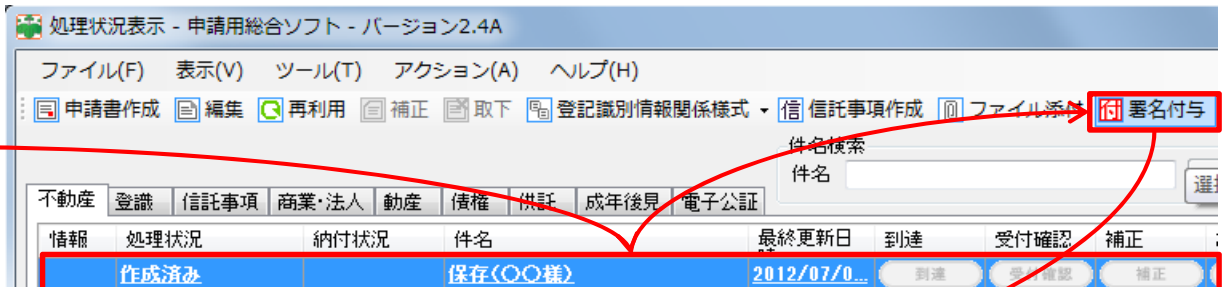 処理状況表示 - 申請用総合ソフト - バージョン2.4A
ファイル(F) 表示(V) ツール(T) アクション(A) ヘルプ(H)
申請書作成 編集 再利用 補正 取下 登記識別情報関係様式 信 信託事項作成 ファイル添付 付 署名付与
件名検索
件名
不動産 登識 信託事項 商業・法人 動産 債権 供託 成年後見 電子公証
情報 処理状況 納付状況 件名 最終更新日時 到達 受付確認 補正
作成済み 保存(〇〇様) 2012/07/0... 到達 受付確認 補正